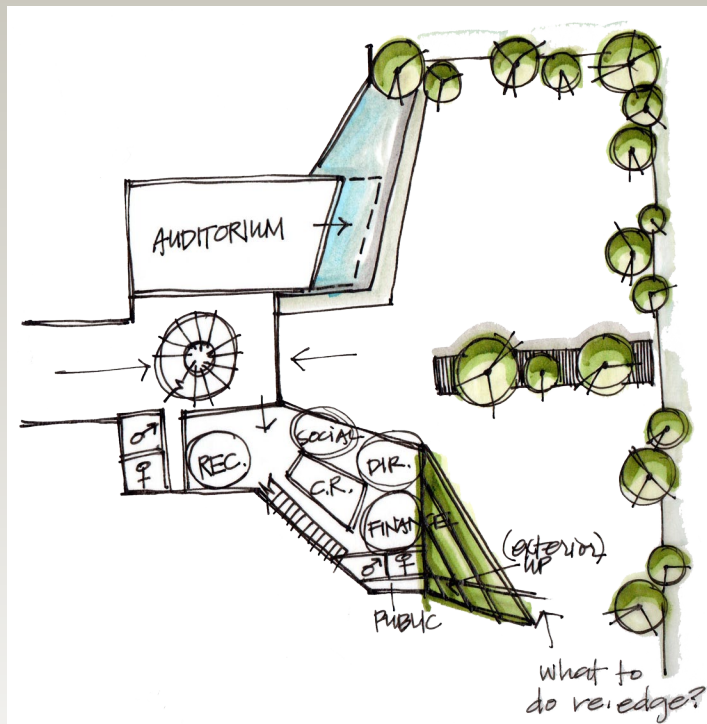 AUDITORIUM
SOCIAL
REC.
DIR.
C.R.
FINANCE
(exterior)
UP
PUBLIC
what to
do re. edge?